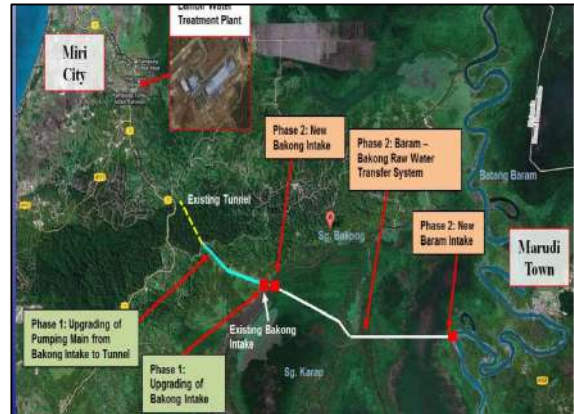 Lambir Water
Treatment Plant
Miri
City
Phase 2: New
Bakong Intake
Phase 2: Baram –
Bakong Raw Water
Transfer System
Batang Baram
Existing Tunnel
Sg. Bakong
Phase 2: New
Baram Intake
Marudi
Town
Phase 1: Upgrading of
Pumping Main from
Bakong Intake to Tunnel
Existing Bakong
Intake
Phase 1:
Upgrading of
Bakong Intake
Sg. Karap